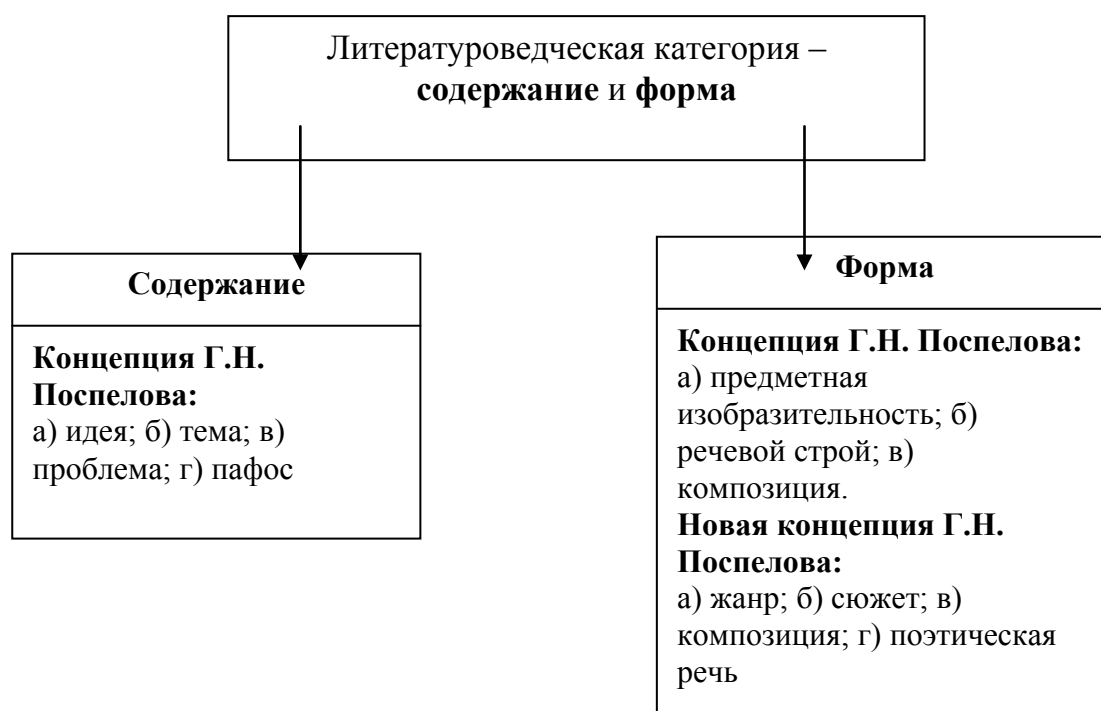 Литературоведческая категория –
содержание и форма
Содержание
Концепция Г.Н.
Поспелова:
а) идея; б) тема; в)
проблема; г) пафос
Форма
Концепция Г.Н. Поспелова:
а) предметная
изобразительность; б)
речевой строй; в)
композиция.
Новая концепция Г.Н.
Поспелова:
а) жанр; б) сюжет; в)
композиция; г) поэтическая
речь